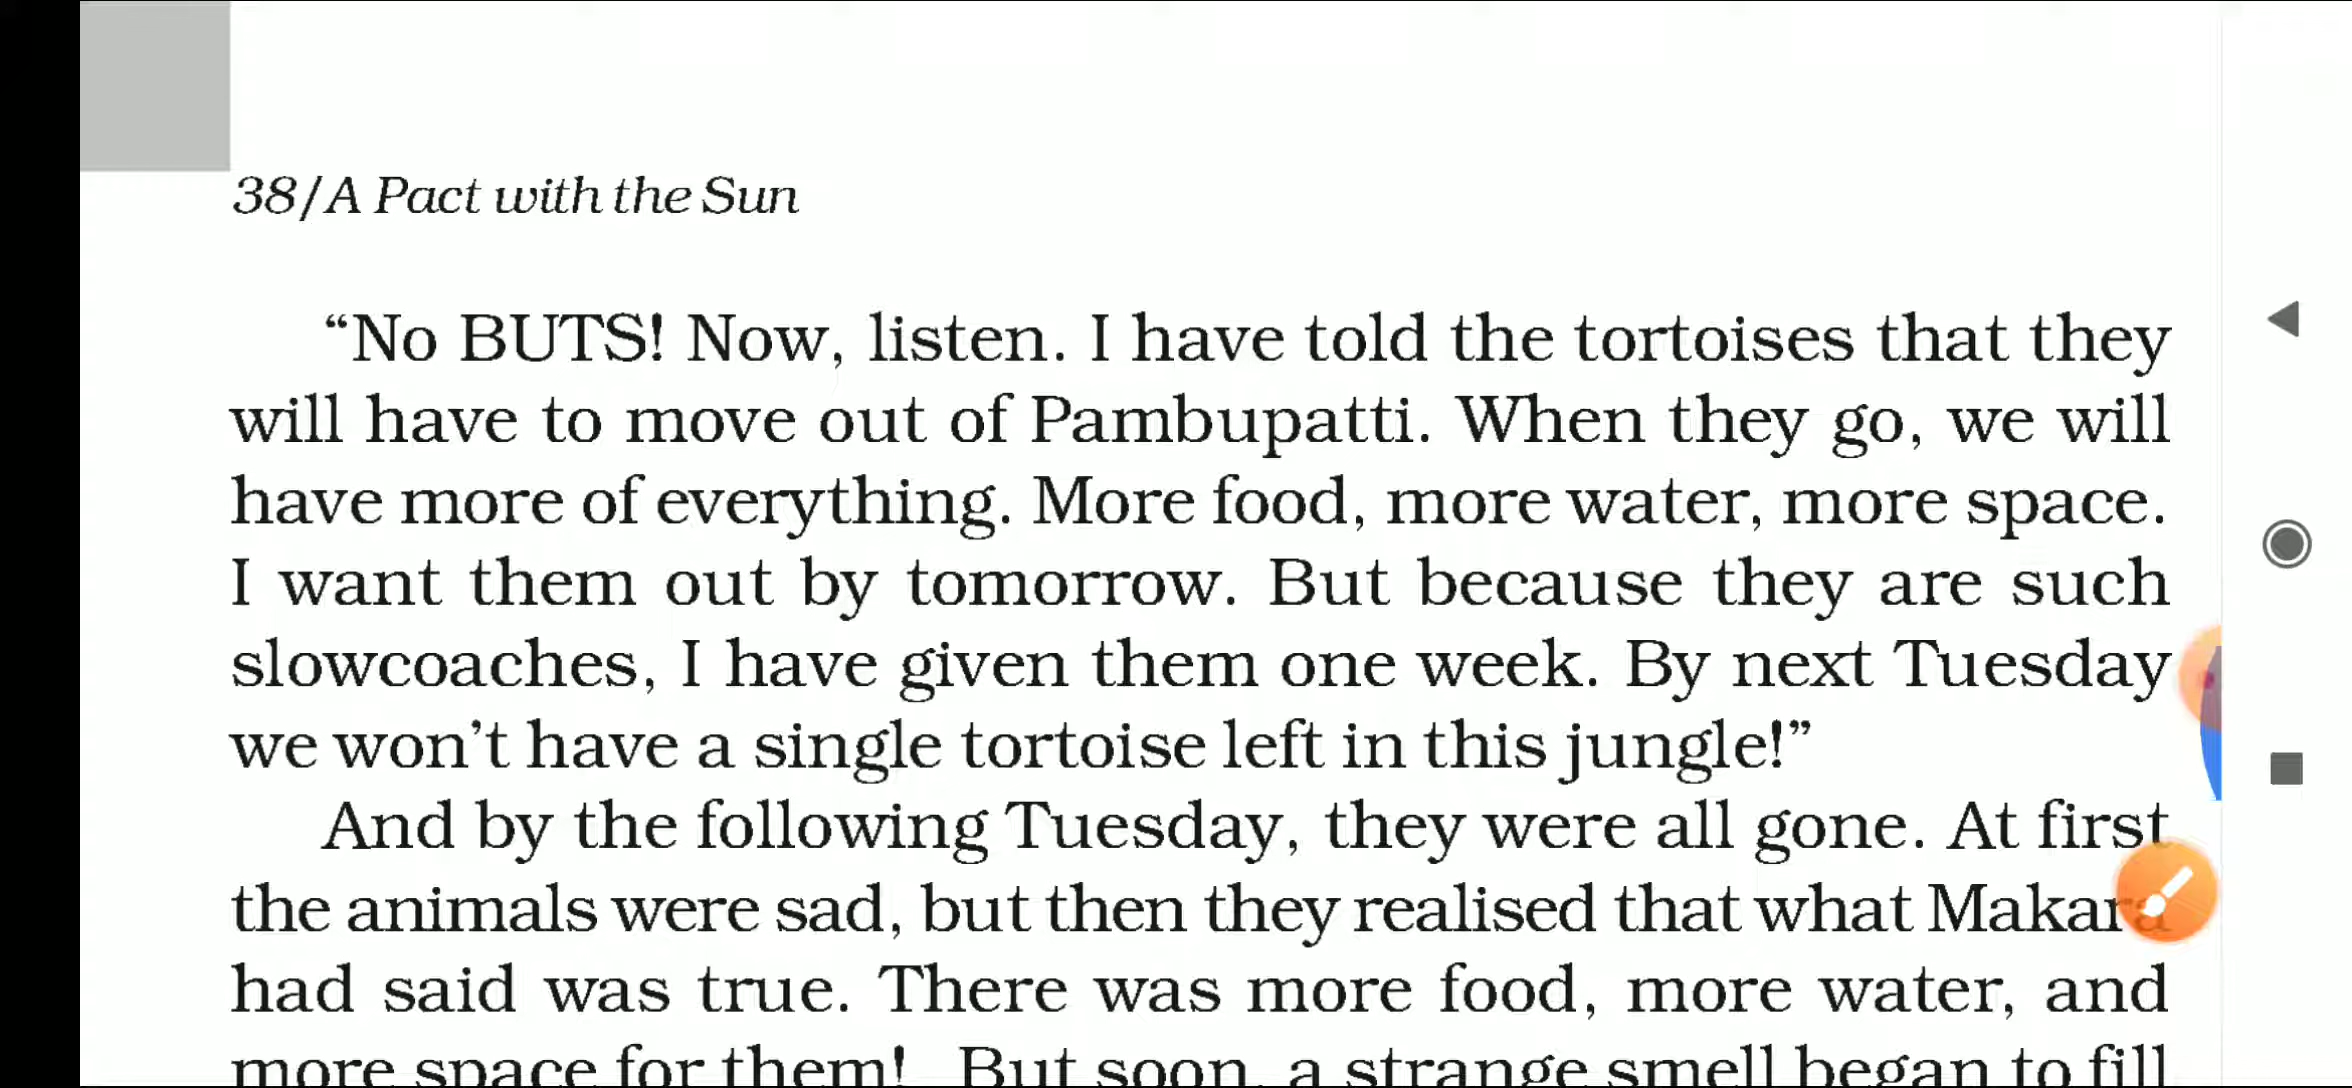 38/A Pact with the Sun
“No BUTS! Now, listen. I have told the tortoises that they
will have to move out of Pambupatti. When they go, we will
have more of everything. More food, more water, more space.
I want them out by tomorrow. But because they are such
slowcoaches, I have given them one week. By next Tuesday
we won’t have a single tortoise left in this jungle!”
And by the following Tuesday, they were all gone. At first
the animals were sad, but then they realised that what Makara
had said was true. There was more food, more water, and
more space for them! But soon, a strange smell began to fill